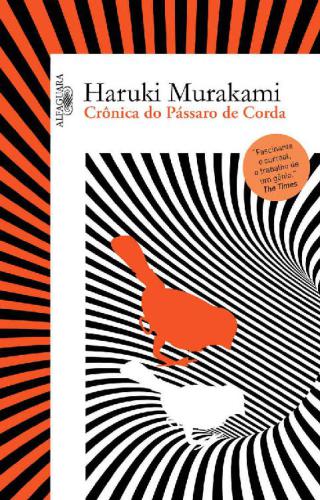 ALFAGUARA
Haruki Murakami
Crônica do Pássaro de Corda
"Fascinante
e surreal,
o trabalho de
um gênio."
The Times